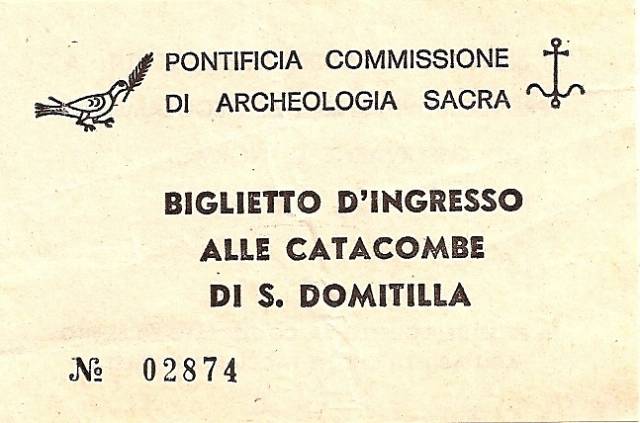 PONTIFICIA COMMISSIONE
DI ARCHEOLOGIA SACRA
BIGLIETTO D'INGRESSO
ALLE CATACOMBE
DI S. DOMITILLA
№ 02874